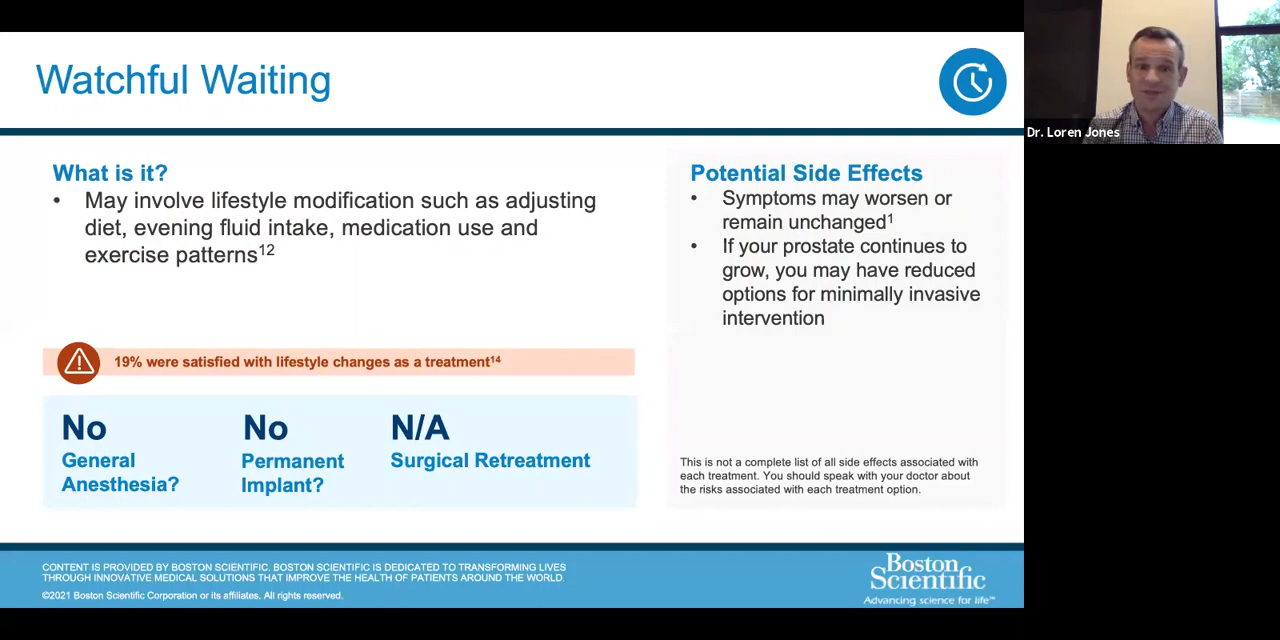 Watchful Waiting
Dr. Loren Jones
What is it?
• May involve lifestyle modification such as adjusting
diet, evening fluid intake, medication use and
exercise patterns12
19% were satisfied with lifestyle changes as a treatment14
No
General
Anesthesia?
No
Permanent
Implant?
N/A
Surgical Retreatment
Potential Side Effects
• Symptoms may worsen or
remain unchanged1
• If your prostate continues to
grow, you may have reduced
options for minimally invasive
intervention
This is not a complete list of all side effects associated with
each treatment. You should speak with your doctor about
the risks associated with each treatment option.
CONTENT IS PROVIDED BY BOSTON SCIENTIFIC. BOSTON SCIENTIFIC IS DEDICATED TO TRANSFORMING LIVES
THROUGH INNOVATIVE MEDICAL SOLUTIONS THAT IMPROVE THE HEALTH OF PATIENTS AROUND THE WORLD.
©2021 Boston Scientific Corporation or its affiliates. All rights reserved.
Boston
Scientific
Advancing science for life™